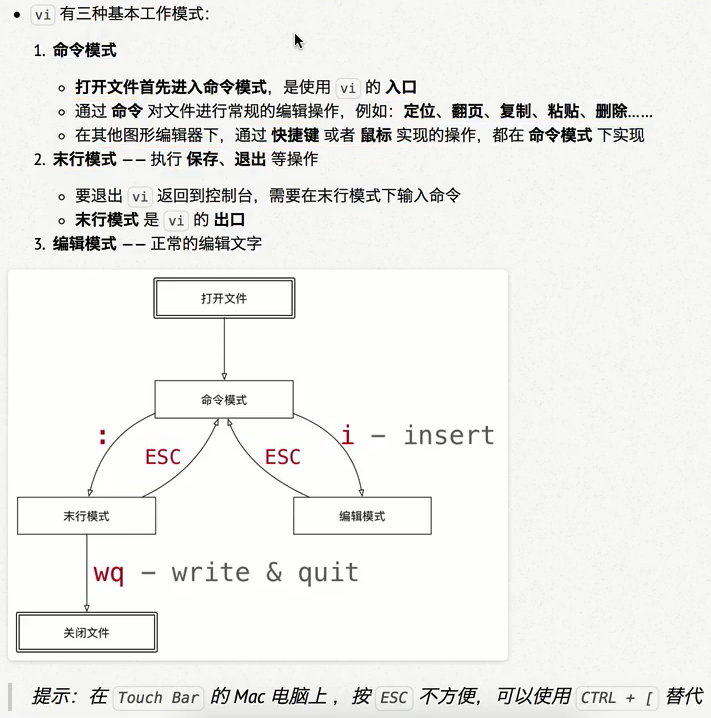 vi 有三种基本工作模式：
1. 命令模式
打开文件首先进入命令模式，是使用 vi 的 入口
通过 命令 对文件进行常规的编辑操作，例如：定位、翻页、复制、粘贴、删除……
在其他图形编辑器下，通过 快捷键 或者 鼠标 实现的操作，都在 命令模式 下实现
2. 末行模式 —— 执行 保存、退出 等操作
要退出 vi 返回到控制台，需要在末行模式下输入命令
末行模式 是 vi 的 出口
3. 编辑模式 —— 正常的编辑文字
打开文件
命令模式
:
i - insert
ESC
ESC
末行模式
编辑模式
wq - write & quit
关闭文件
提示：在 Touch Bar 的 Mac 电脑上，按 ESC 不方便，可以使用 CTRL + [ 替代